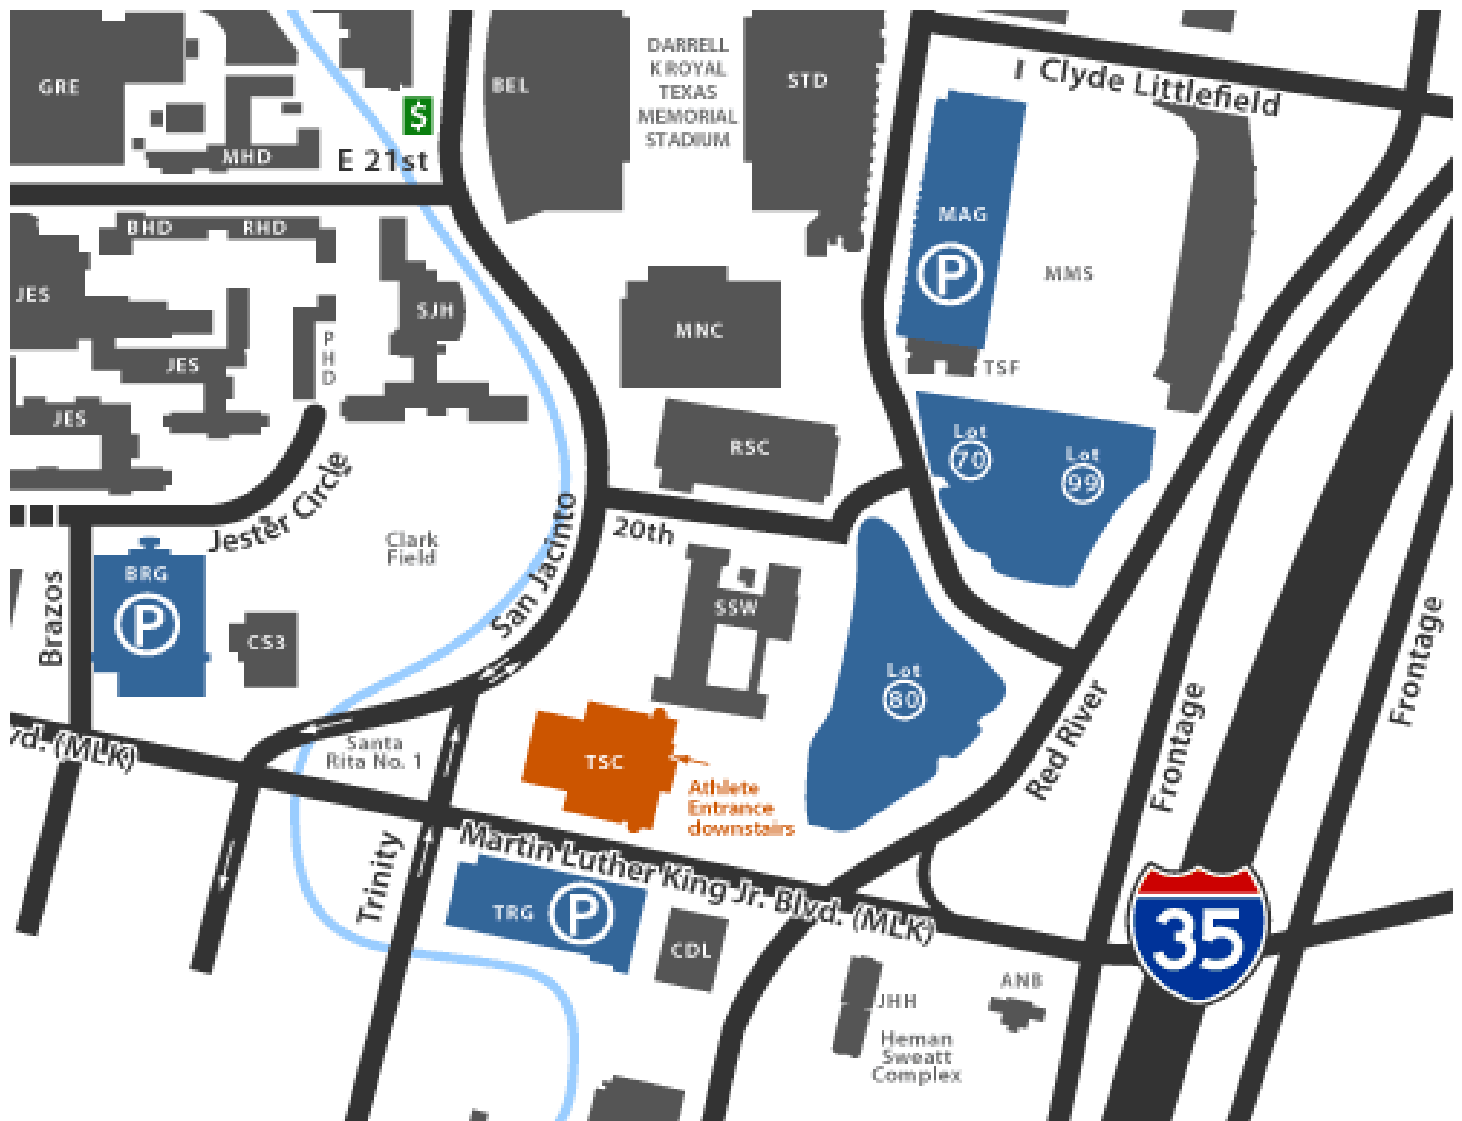 GRE
MHD
$
E 21st
BEL
DARRELL
K ROYAL
TEXAS
MEMORIAL
STADIUM
STD
Clyde Littlefield
MAG
P
MMS
TSF
BHD
RHD
JES
SJH
P
H
D
JES
JES
MNC
RSC
Lot
70
Lot
99
Jester Circle
Clark
Field
San Jacinto
20th
BRG
P
Brazos
CS3
SSW
Lot
80
Red River
Frontage
Frontage
vd. (MLK)
Santa
Rita No. 1
TSC
Athlete
Entrance
downstairs
Trinity
Martin Luther King Jr. Blvd. (MLK)
TRG
P
CDL
35
JHH
ANB
Heman
Sweatt
Complex